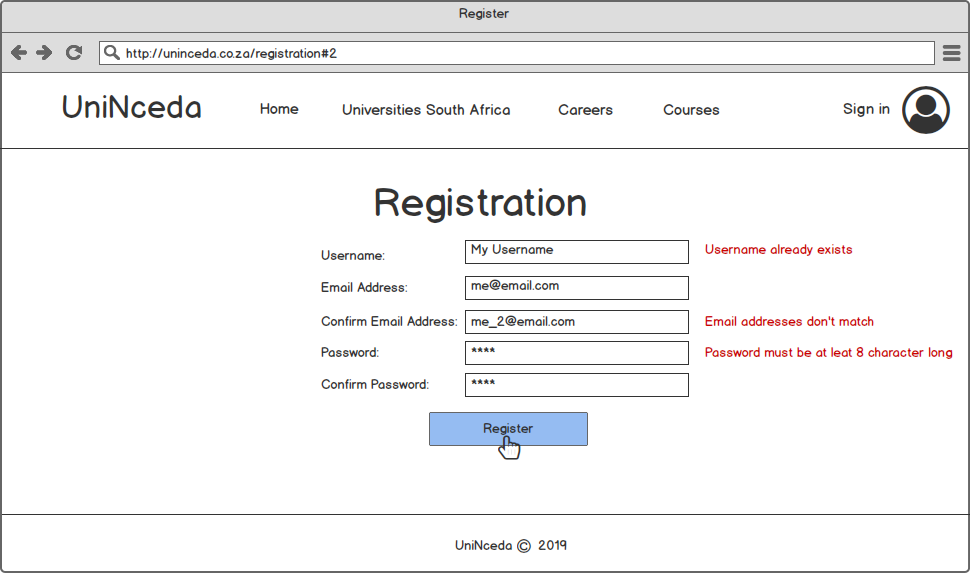 Register
http://uninceda.co.za/registration#2
UniNceda Home Universities South Africa Careers Courses Sign in
Registration
Username: My Username Username already exists
Email Address: me@email.com
Confirm Email Address: me_2@email.com Email addresses don't match
Password: **** Password must be at leat 8 character long
Confirm Password: ****
Register
UniNceda © 2019